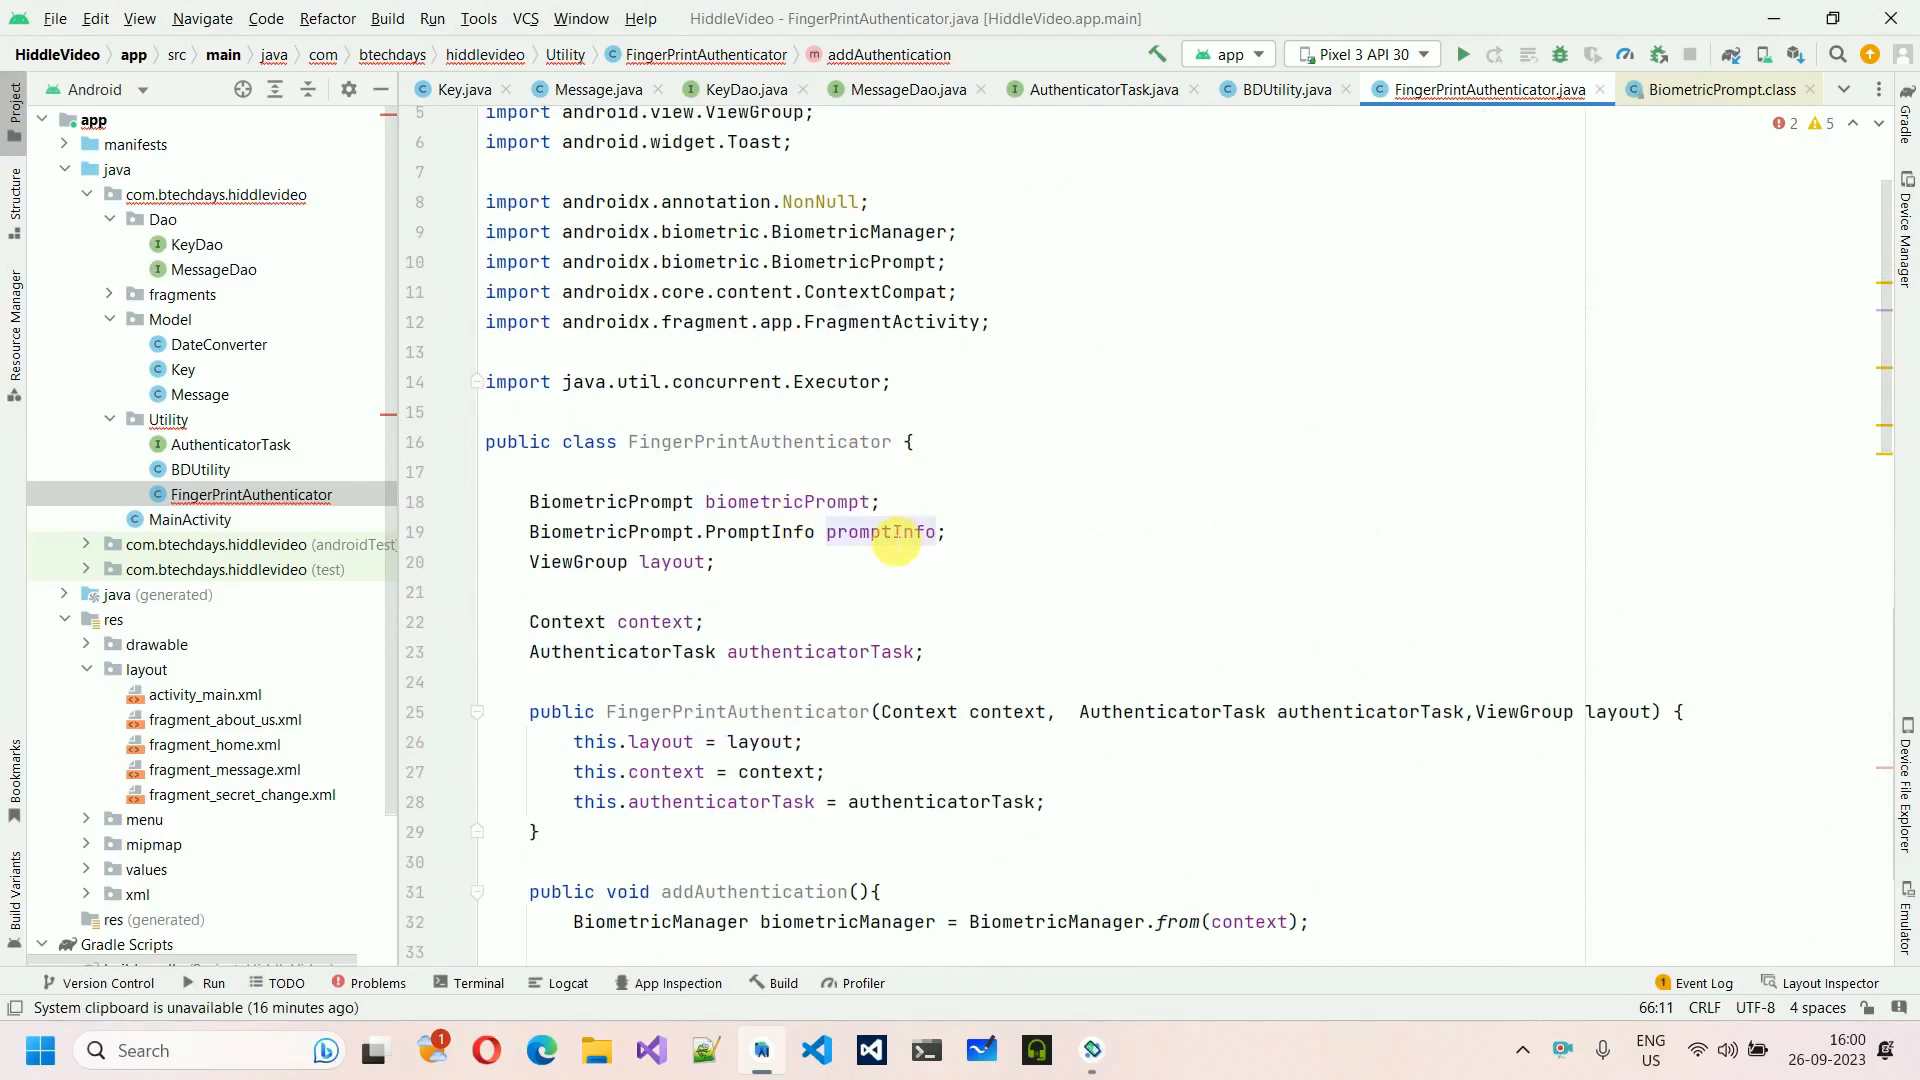 File Edit View Navigate Code Refactor Build Run Tools VCS Window Help HiddleVideo - FingerPrintAuthenticator.java [HiddleVideo.app.main]
HiddleVideo app src main java com btechdays hiddlevideo Utility FingerPrintAuthenticator addAuthentication app Pixel 3 API 30
Android
Key.java Message.java KeyDao.java MessageDao.java AuthenticatorTask.java BDUtility.java FingerPrintAuthenticator.java BiometricPrompt.class
2 5
Project
Structure
Resource Manager
Bookmarks
Build Variants
app
manifests
java
com.btechdays.hiddlevideo
Dao
KeyDao
MessageDao
fragments
Model
DateConverter
Key
Message
Utility
AuthenticatorTask
BDUtility
FingerPrintAuthenticator
MainActivity
com.btechdays.hiddlevideo (androidTest)
com.btechdays.hiddlevideo (test)
java (generated)
res
drawable
layout
activity_main.xml
fragment_about_us.xml
fragment_home.xml
fragment_message.xml
fragment_secret_change.xml
menu
mipmap
values
xml
res (generated)
Gradle Scripts
5 import android.view.ViewGroup;
6 import android.widget.Toast;
7
8 import androidx.annotation.NonNull;
9 import androidx.biometric.BiometricManager;
10 import androidx.biometric.BiometricPrompt;
11 import androidx.core.content.ContextCompat;
12 import androidx.fragment.app.FragmentActivity;
13
14 import java.util.concurrent.Executor;
15
16 public class FingerPrintAuthenticator {
17
18 BiometricPrompt biometricPrompt;
19 BiometricPrompt.PromptInfo promptInfo;
20 ViewGroup layout;
21
22 Context context;
23 AuthenticatorTask authenticatorTask;
24
25 public FingerPrintAuthenticator(Context context,  AuthenticatorTask authenticatorTask,ViewGroup layout) {
26 this.layout = layout;
27 this.context = context;
28 this.authenticatorTask = authenticatorTask;
29 }
30
31 public void addAuthentication(){
32 BiometricManager biometricManager = BiometricManager.from(context);
33
Gradle
Device Manager
Device File Explorer
Emulator
Version Control Run TODO Problems Terminal Logcat App Inspection Build Profiler 1 Event Log Layout Inspector
System clipboard is unavailable (16 minutes ago) 66:11 CRLF UTF-8 4 spaces
Search 1 ENG US 16:00 26-09-2023